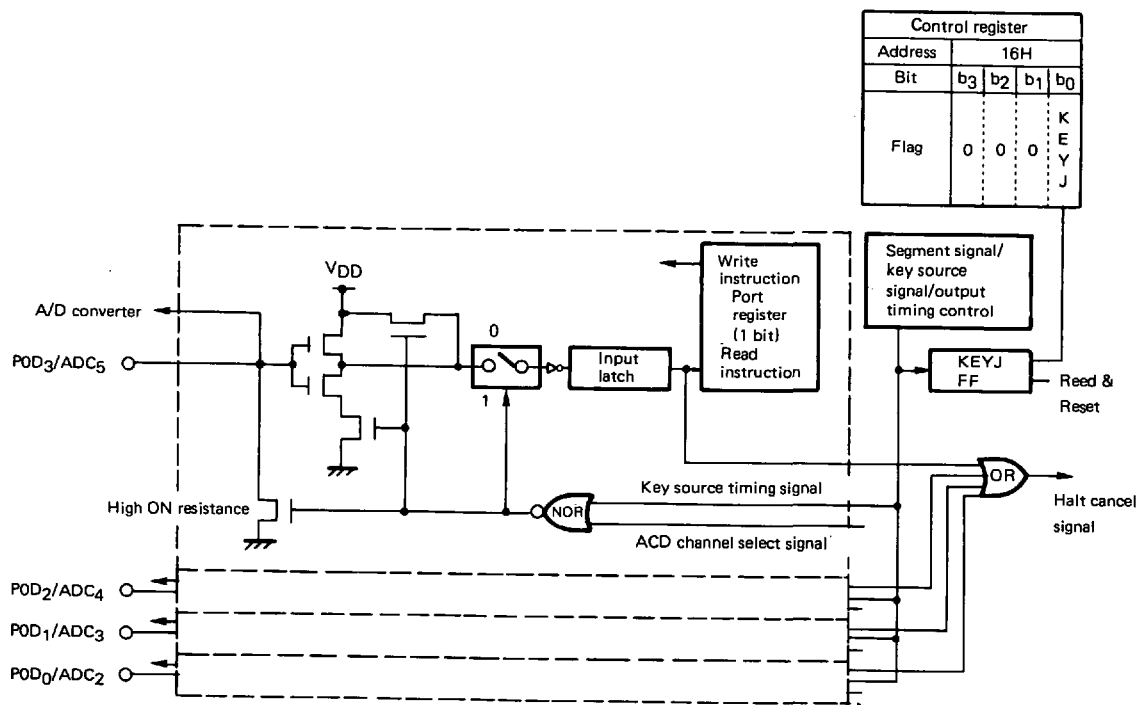 Control register
Address 16H
Bit b3 b2 b1 b0
Flag 0 0 0 K
E
Y
J
VDD
A/D converter
P0D3/ADC5
0
1
Input
latch
Write
instruction
Port
register
(1 bit)
Read
instruction
Segment signal/
key source
signal/output
timing control
KEYJ
FF
Reed &
Reset
OR
Halt cancel
signal
Key source timing signal
High ON resistance
NOR
ACD channel select signal
P0D2/ADC4
P0D1/ADC3
P0D0/ADC2